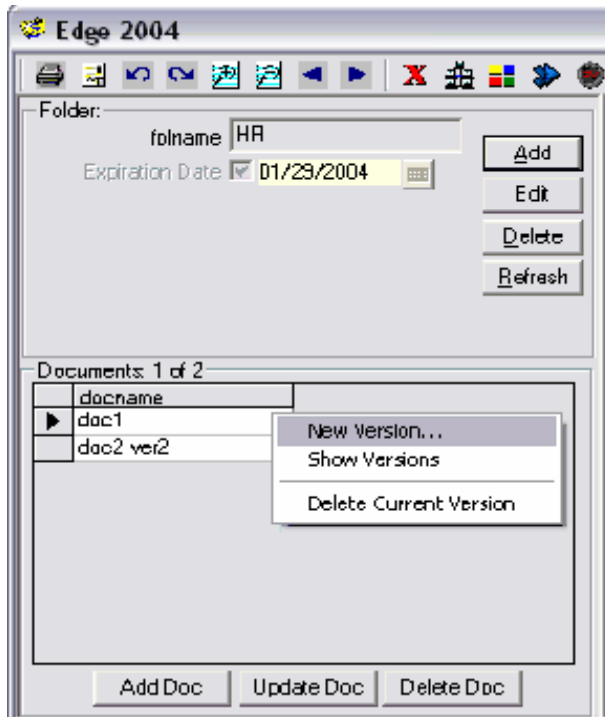 Edge 2004
Folder:
folname HR
Add
Expiration Date 01/29/2004
Edit
Delete
Refresh
Documents: 1 of 2
docname
doc1
New Version...
doc2 ver2
Show Versions
Delete Current Version
Add Doc Update Doc Delete Doc